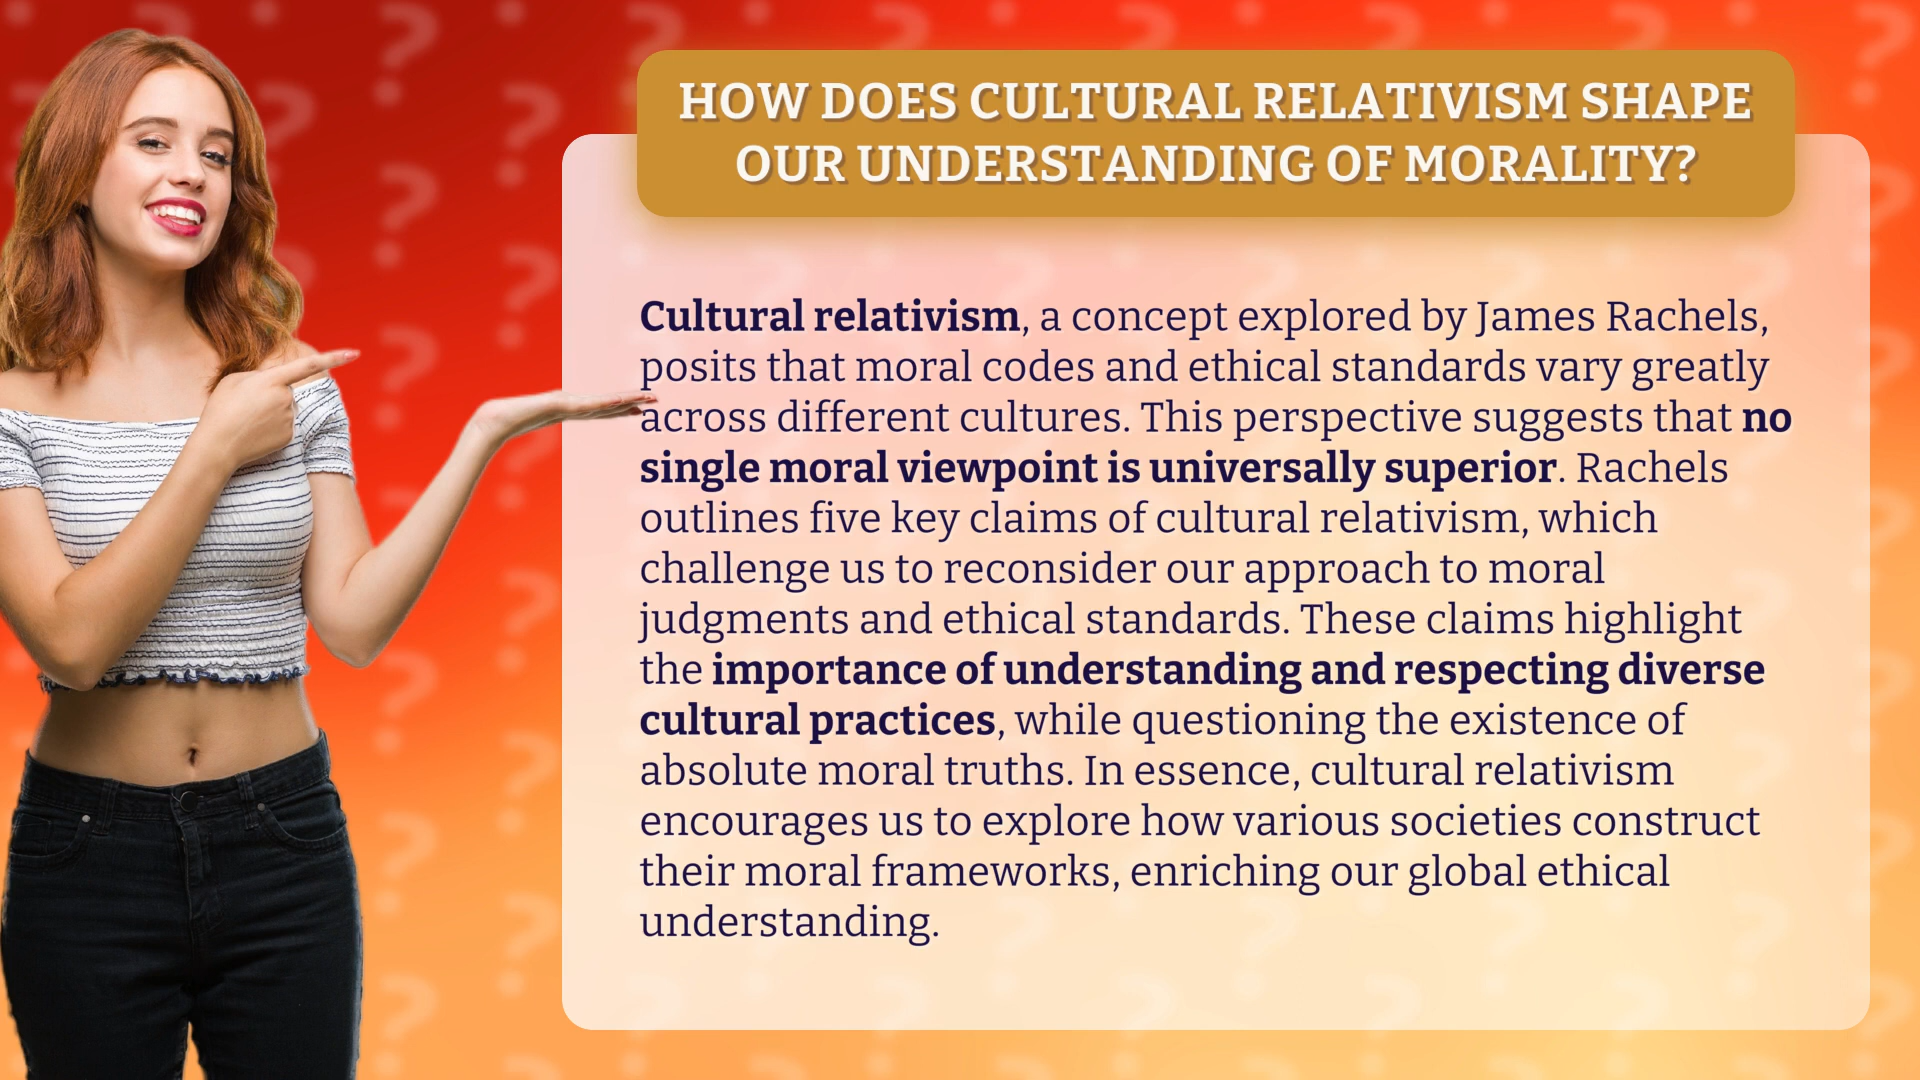 HOW DOES CULTURAL RELATIVISM SHAPE
OUR UNDERSTANDING OF MORALITY?
Cultural relativism, a concept explored by James Rachels,
posits that moral codes and ethical standards vary greatly
across different cultures. This perspective suggests that no
single moral viewpoint is universally superior. Rachels
outlines five key claims of cultural relativism, which
challenge us to reconsider our approach to moral
judgments and ethical standards. These claims highlight
the importance of understanding and respecting diverse
cultural practices, while questioning the existence of
absolute moral truths. In essence, cultural relativism
encourages us to explore how various societies construct
their moral frameworks, enriching our global ethical
understanding.